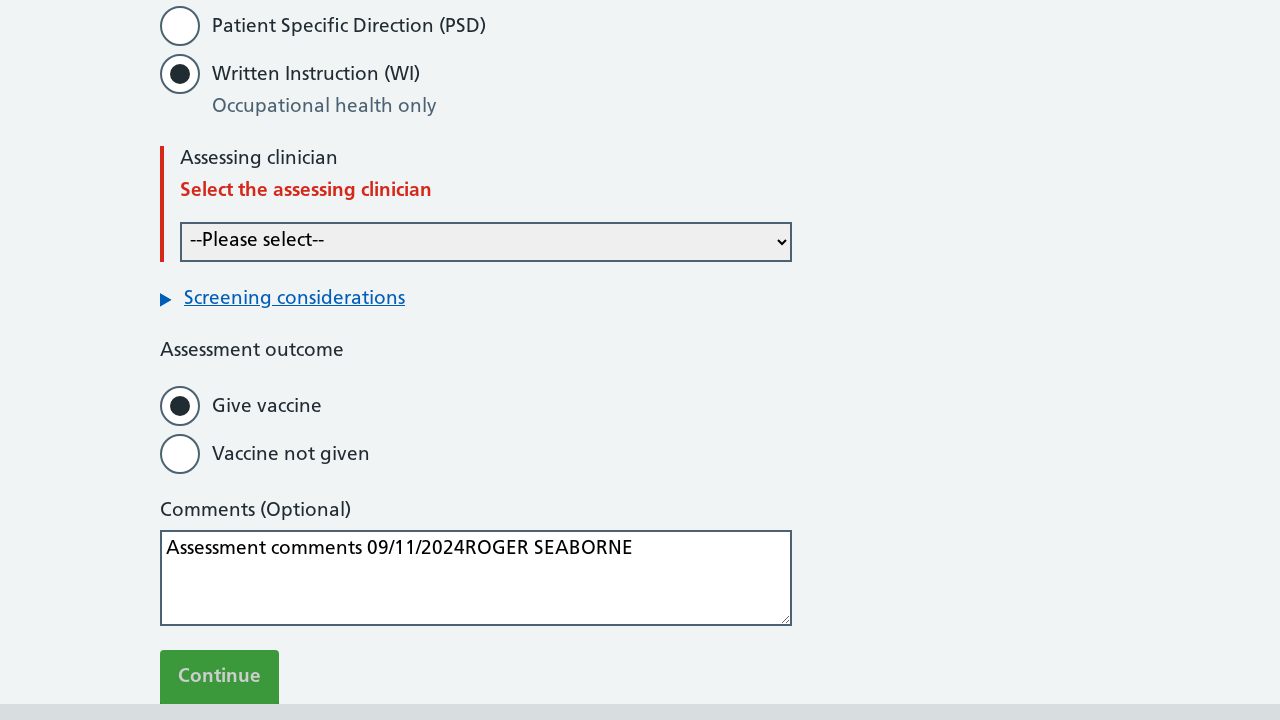 Patient Specific Direction (PSD)
Written Instruction (WI)
Occupational health only
Assessing clinician
Select the assessing clinician
--Please select--
Screening considerations
Assessment outcome
Give vaccine
Vaccine not given
Comments (Optional)
Assessment comments 09/11/2024ROGER SEABORNE
Continue